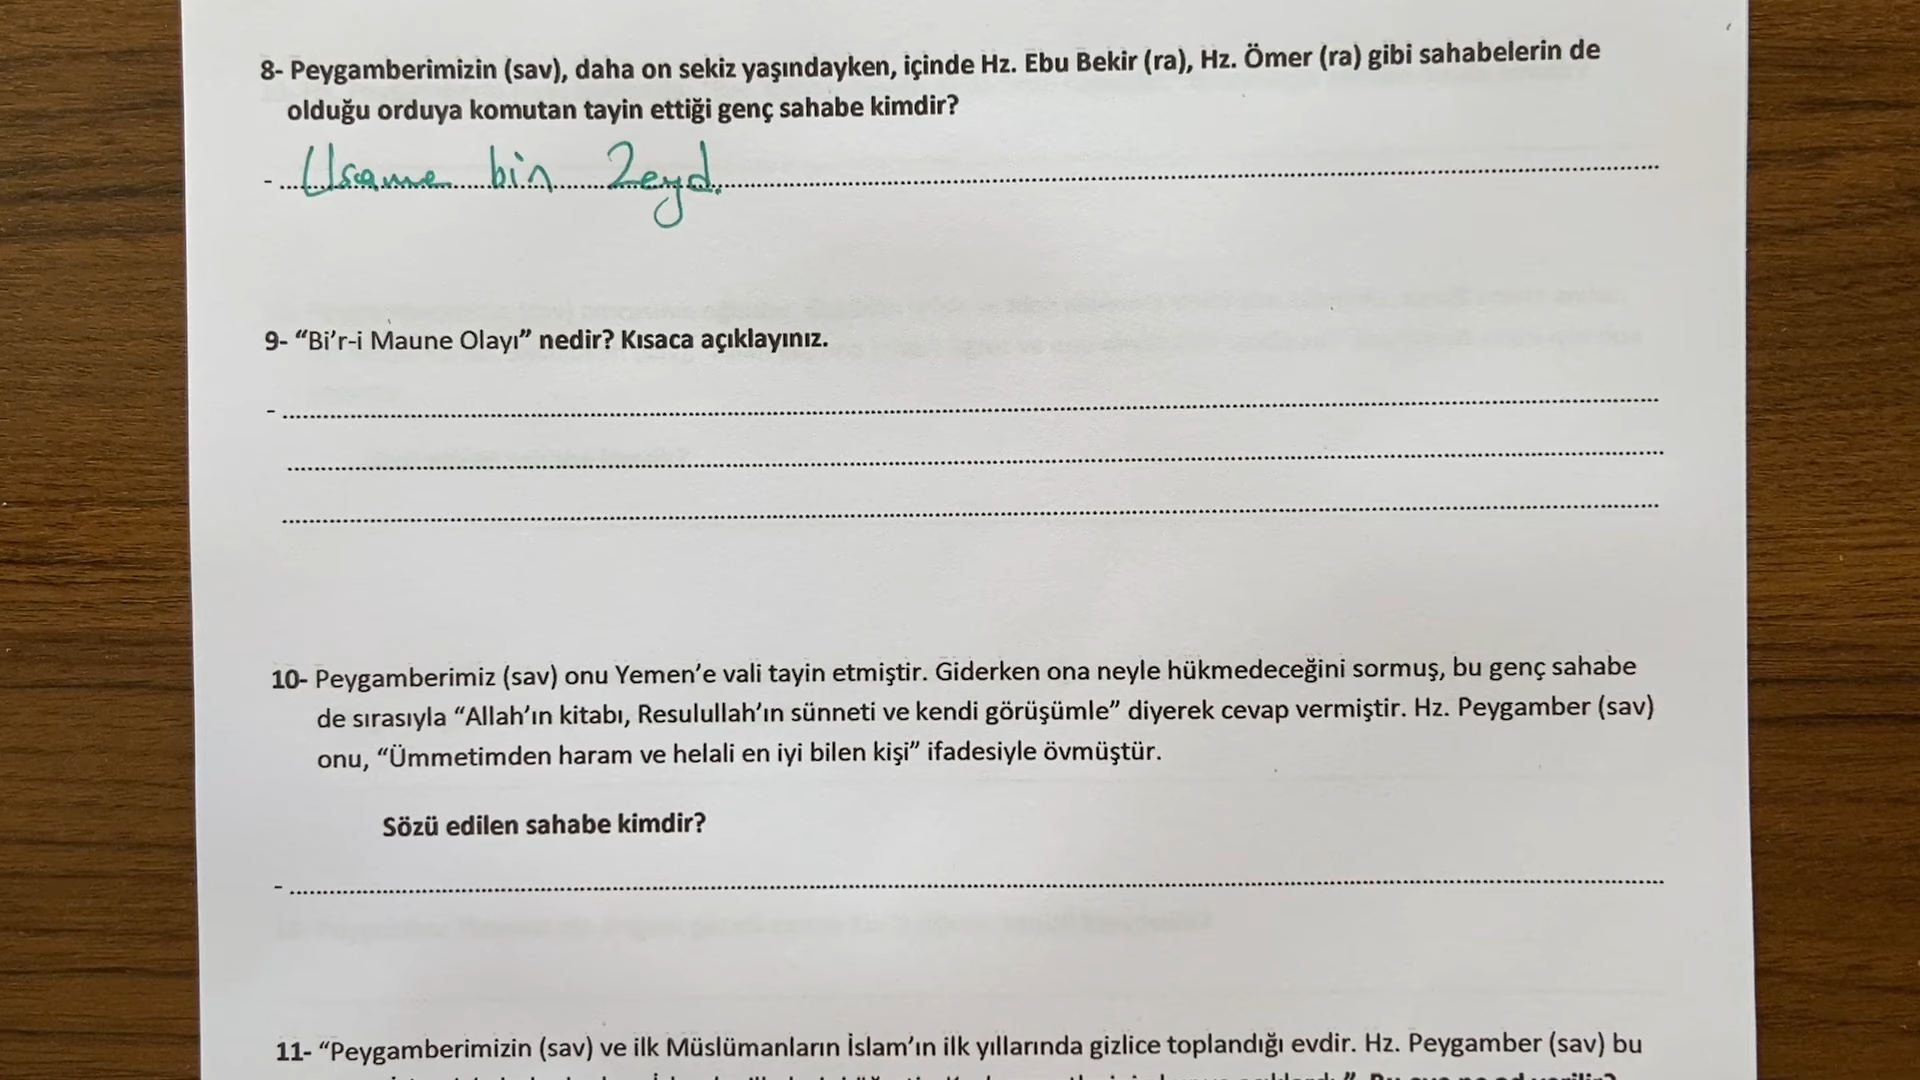 8- Peygamberimizin (sav), daha on sekiz yaşındayken, içinde Hz. Ebu Bekir (ra), Hz. Ömer (ra) gibi sahabelerin de
olduğu orduya komutan tayin ettiği genç sahabe kimdir?
- Usame bin Zeyd.
9- “Bi’r-i Maune Olayı” nedir? Kısaca açıklayınız.
-
10- Peygamberimiz (sav) onu Yemen’e vali tayin etmiştir. Giderken ona neyle hükmedeceğini sormuş, bu genç sahabe
de sırasıyla “Allah’ın kitabı, Resulullah’ın sünneti ve kendi görüşümle” diyerek cevap vermiştir. Hz. Peygamber (sav)
onu, “Ümmetimden haram ve helali en iyi bilen kişi” ifadesiyle övmüştür.
Sözü edilen sahabe kimdir?
-
11- “Peygamberimizin (sav) ve ilk Müslümanların İslam’ın ilk yıllarında gizlice toplandığı evdir. Hz. Peygamber (sav) bu